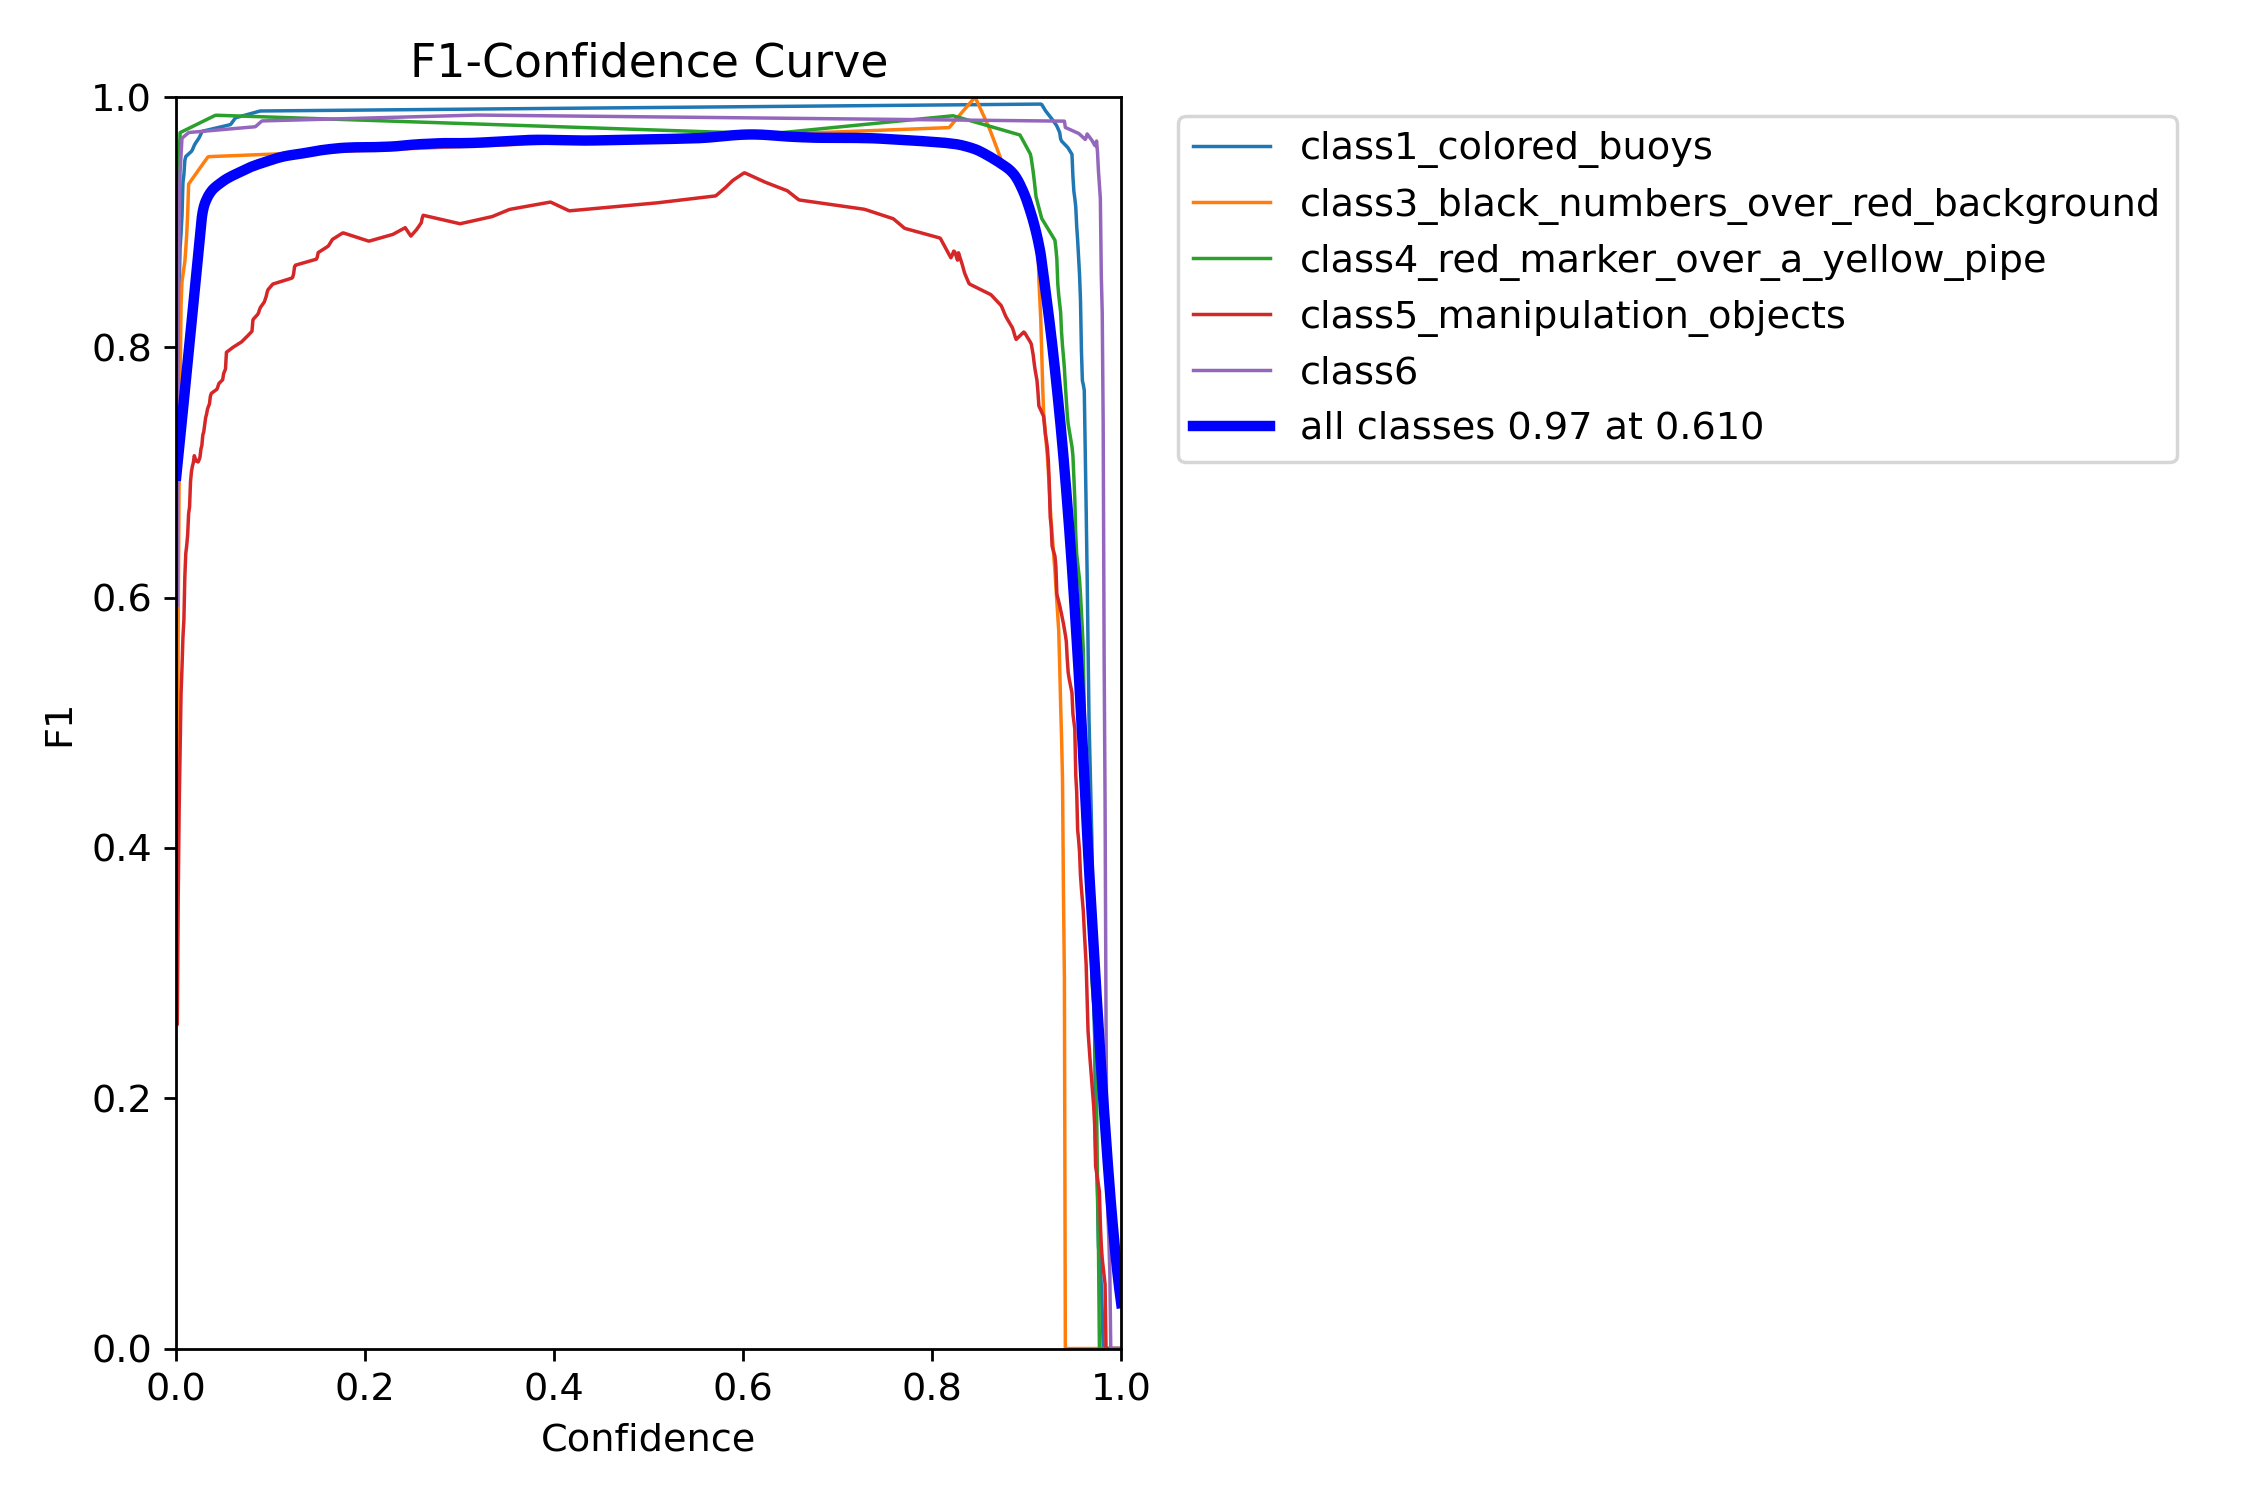 F1-Confidence Curve
1.0
0.8
0.6
0.4
0.2
0.0
F1
0.0 0.2 0.4 0.6 0.8 1.0
Confidence
class1_colored_buoys
class3_black_numbers_over_red_background
class4_red_marker_over_a_yellow_pipe
class5_manipulation_objects
class6
all classes 0.97 at 0.610